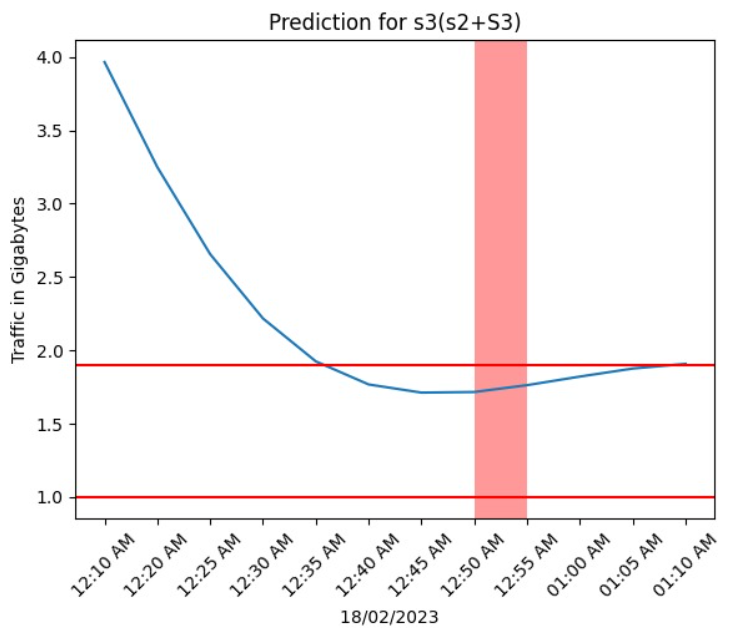 Prediction for s3(s2+S3)
4.0
3.5
3.0
2.5
2.0
1.5
1.0
Traffic in Gigabytes
12:10 AM
12:20 AM
12:25 AM
12:30 AM
12:35 AM
12:40 AM
12:45 AM
12:50 AM
12:55 AM
01:00 AM
01:05 AM
01:10 AM
18/02/2023